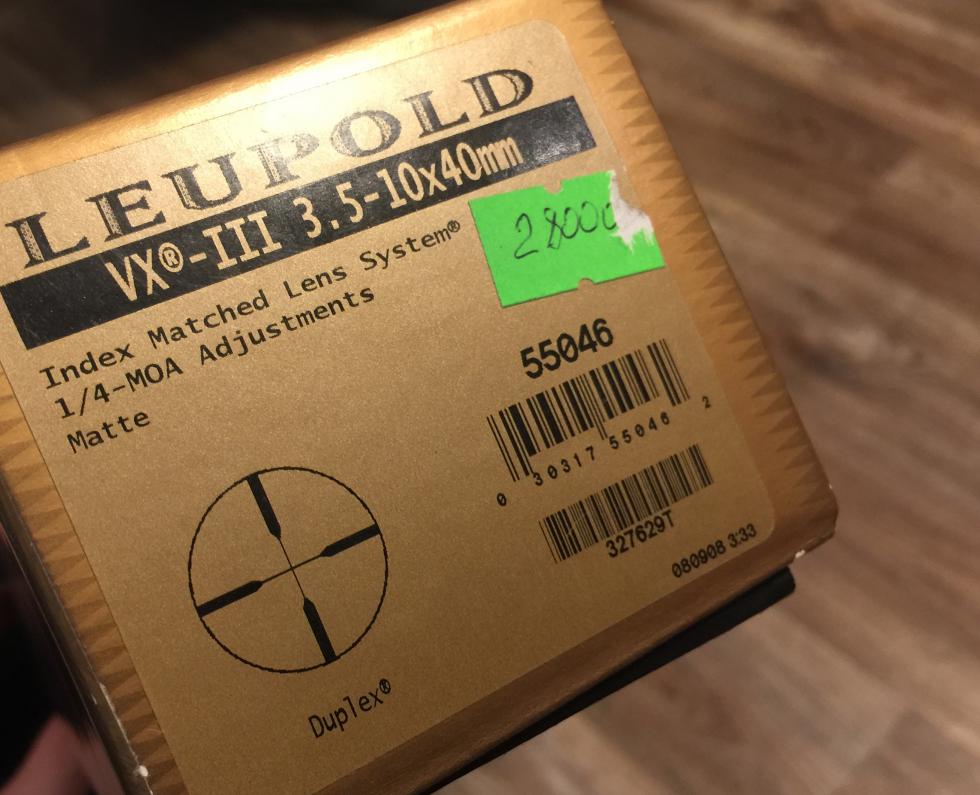 LEUPOLD
VX®-III 3.5-10x40mm
Index Matched Lens System®
1/4-MOA Adjustments
Matte
28000
55046
0 30317 55046 2
327629T
080908 3:33
Duplex®